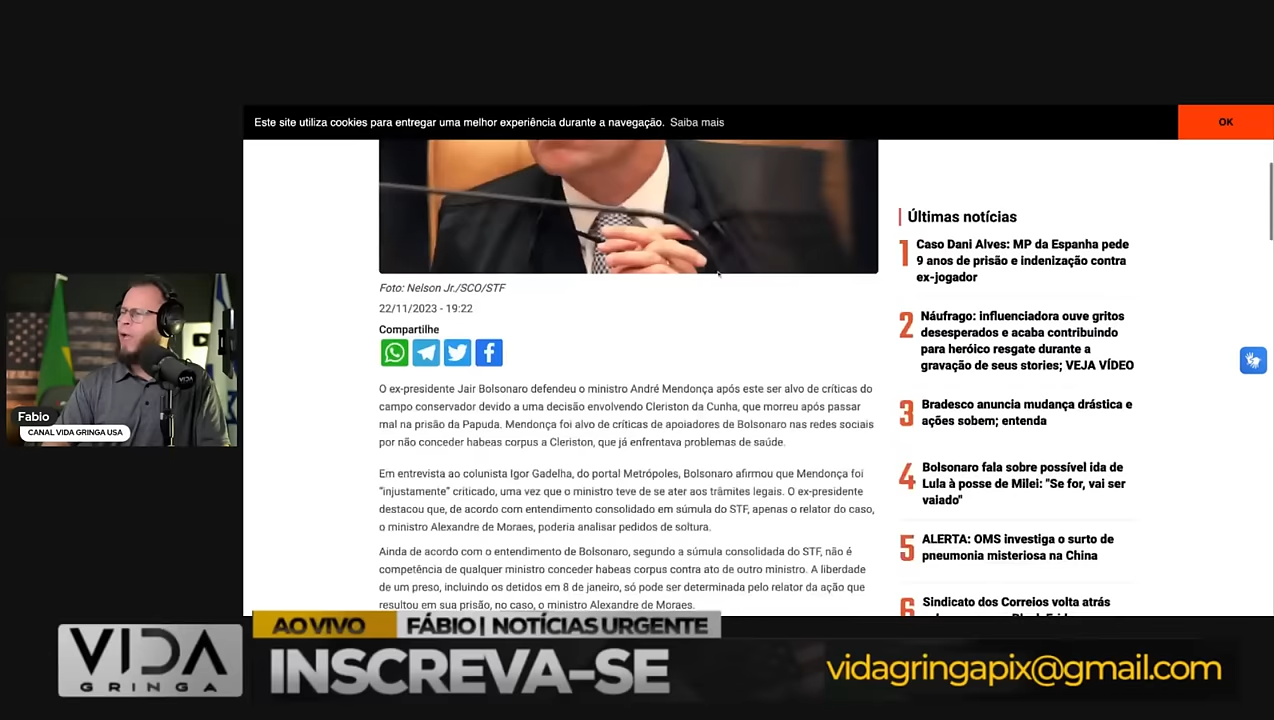 Este site utiliza cookies para entregar uma melhor experiência durante a navegação. Saiba mais
OK
Foto: Nelson Jr./SCO/STF
22/11/2023 - 19:22
Compartilhe
O ex-presidente Jair Bolsonaro defendeu o ministro André Mendonça após este ser alvo de críticas do
campo conservador devido a uma decisão envolvendo Cleriston da Cunha, que morreu após passar
mal na prisão da Papuda. Mendonça foi alvo de críticas de apoiadores de Bolsonaro nas redes sociais
por não conceder habeas corpus a Cleriston, que já enfrentava problemas de saúde.
Em entrevista ao colunista Igor Gadelha, do portal Metrópoles, Bolsonaro afirmou que Mendonça foi
"injustamente" criticado, uma vez que o ministro teve de se ater aos trâmites legais. O ex-presidente
destacou que, de acordo com entendimento consolidado em súmula do STF, apenas o relator do caso,
o ministro Alexandre de Moraes, poderia analisar pedidos de soltura.
Ainda de acordo com o entendimento de Bolsonaro, segundo a súmula consolidada do STF, não é
competência de qualquer ministro conceder habeas corpus contra ato de outro ministro. A liberdade
de um preso, incluindo os detidos em 8 de janeiro, só pode ser determinada pelo relator da ação que
resultou em sua prisão, no caso, o ministro Alexandre de Moraes.
Últimas notícias
1 Caso Dani Alves: MP da Espanha pede
9 anos de prisão e indenização contra
ex-jogador
2 Náufrago: influenciadora ouve gritos
desesperados e acaba contribuindo
para heróico resgate durante a
gravação de seus stories; VEJA VÍDEO
3 Bradesco anuncia mudança drástica e
ações sobem; entenda
4 Bolsonaro fala sobre possível ida de
Lula à posse de Milei: "Se for, vai ser
vaiado"
5 ALERTA: OMS investiga o surto de
pneumonia misteriosa na China
6 Sindicato dos Correios volta atrás
Fabio
CANAL VIDA GRINGA USA
VIDA
GRINGA
AO VIVO
FÁBIO | NOTÍCIAS URGENTE
INSCREVA-SE
vidagringapix@gmail.com